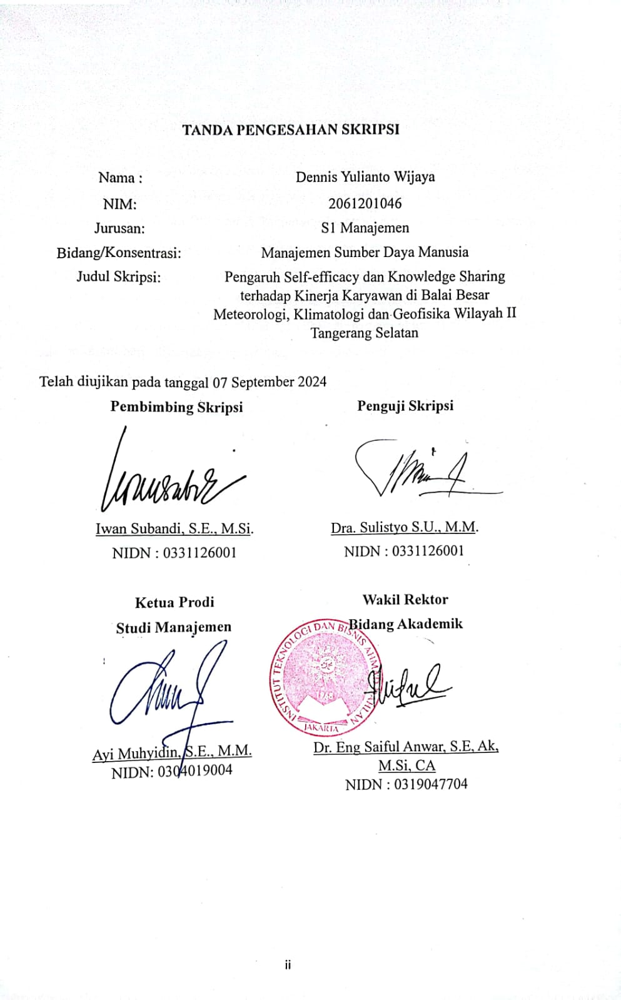 TANDA PENGESAHAN SKRIPSI
Nama : Dennis Yulianto Wijaya
NIM: 2061201046
Jurusan: S1 Manajemen
Bidang/Konsentrasi: Manajemen Sumber Daya Manusia
Judul Skripsi: Pengaruh Self-efficacy dan Knowledge Sharing
terhadap Kinerja Karyawan di Balai Besar
Meteorologi, Klimatologi dan Geofisika Wilayah II
Tangerang Selatan
Telah diujikan pada tanggal 07 September 2024
Pembimbing Skripsi Penguji Skripsi
Iwan Subandi, S.E., M.Si. Dra. Sulistyo S.U., M.M.
NIDN : 0331126001 NIDN : 0331126001
Ketua Prodi Wakil Rektor
Studi Manajemen Bidang Akademik
INSTITUT TEKNOLOGI DAN BISNIS
1968
JAKARTA
Ayi Muhyidin, S.E., M.M. Dr. Eng Saiful Anwar, S.E, Ak,
M.Si, CA
NIDN: 0304019004 NIDN : 0319047704
ii